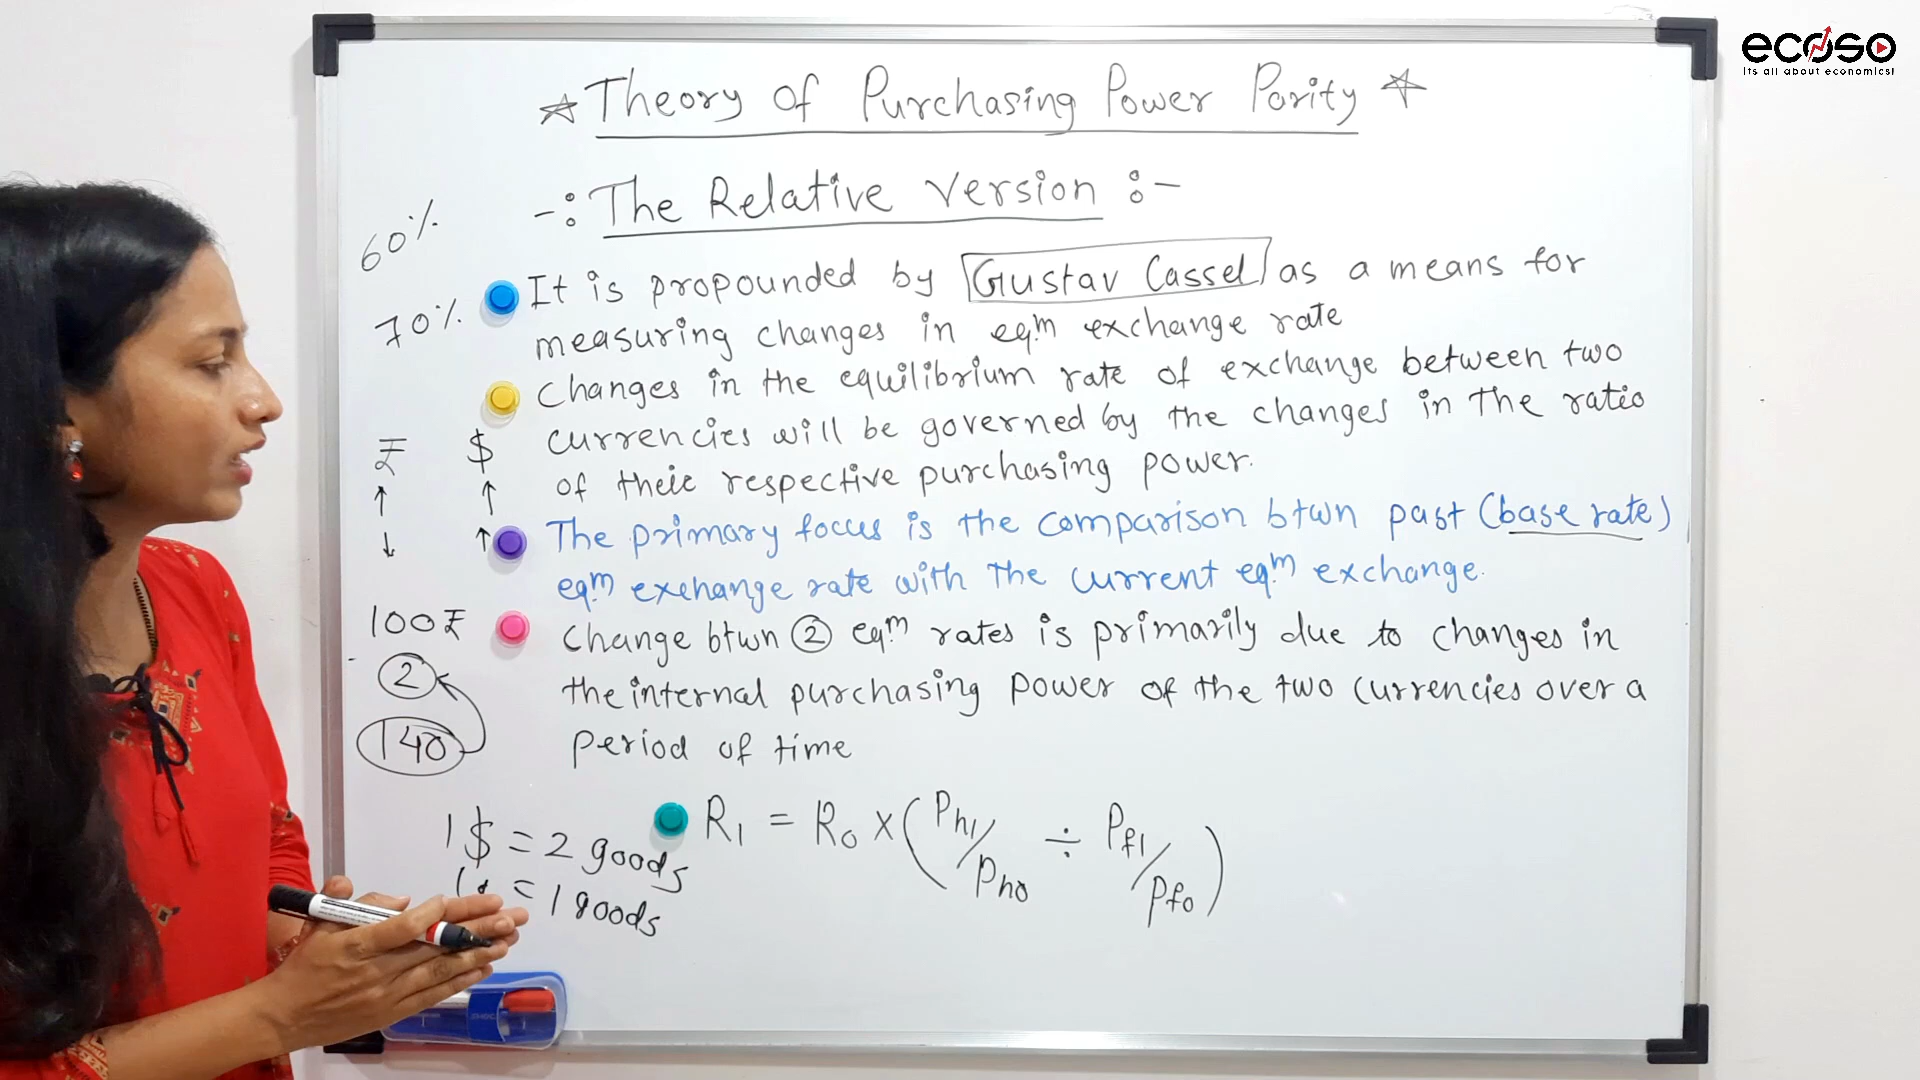 ecoso
Its all about economics!
Theory Of Purchasing Power Parity
-: The Relative Version :-
60%
70%
It is propounded by Gustav Cassel as a means for
measuring changes in eqm exchange rate
Changes in the equilibrium rate of exchange between two
currencies will be governed by the changes in the ratio
of their respective purchasing power.
₹ $
↑ ↑
↓ ↑
The primary focus is the comparison btwn past (base rate)
eqm exchange rate with the current eqm exchange.
100₹
2
140
Change btwn 2 eqm rates is primarily due to changes in
the internal purchasing power of the two currencies over a
period of time
R1 = R0 × (Ph1/Pho ÷ Pf1/Pfo)
1$ = 2 goods
= 1 goods